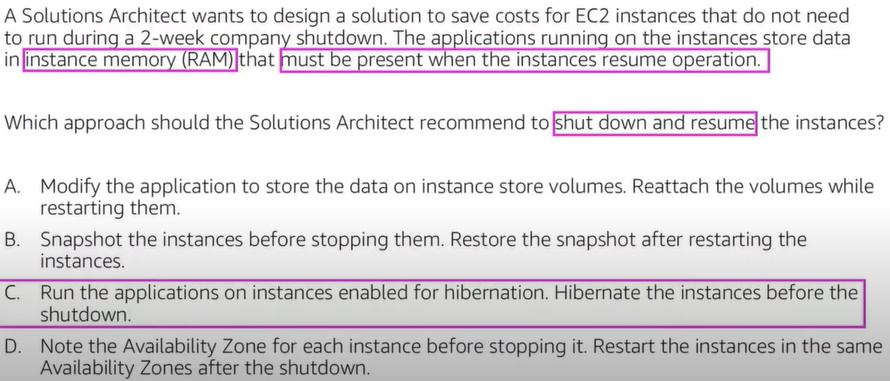 A Solutions Architect wants to design a solution to save costs for EC2 instances that do not need
to run during a 2-week company shutdown. The applications running on the instances store data
in instance memory (RAM) that must be present when the instances resume operation.
Which approach should the Solutions Architect recommend to shut down and resume the instances?
A. Modify the application to store the data on instance store volumes. Reattach the volumes while
restarting them.
B. Snapshot the instances before stopping them. Restore the snapshot after restarting the
instances.
C. Run the applications on instances enabled for hibernation. Hibernate the instances before the
shutdown.
D. Note the Availability Zone for each instance before stopping it. Restart the instances in the same
Availability Zones after the shutdown.